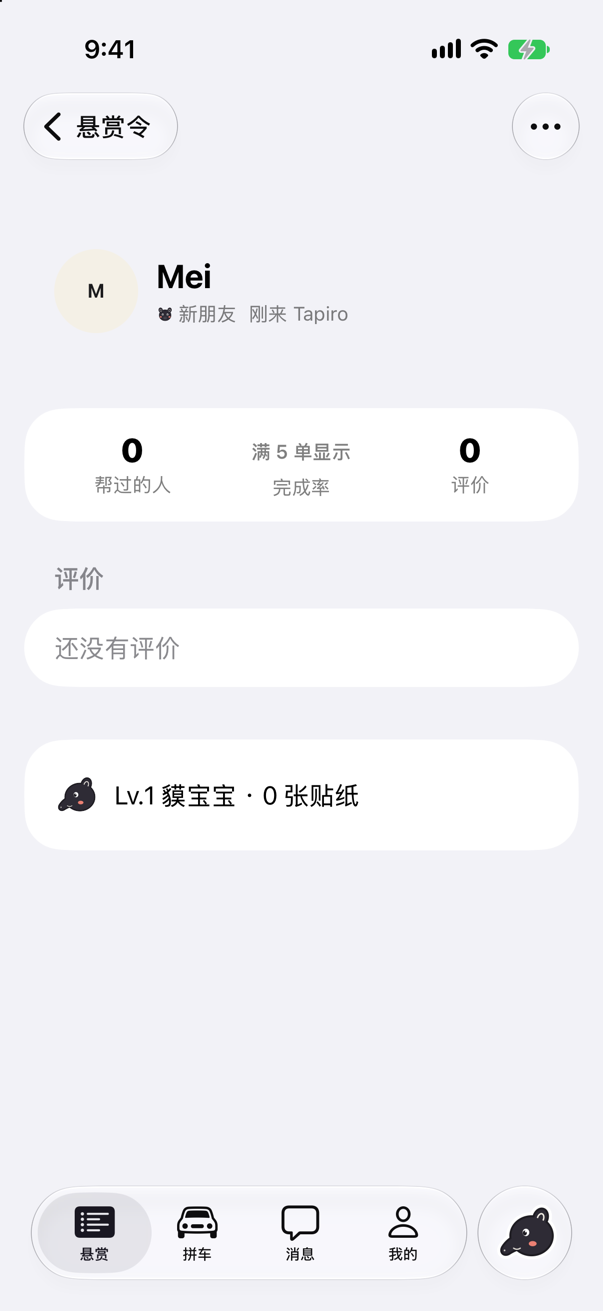 9:41
悬赏令
M
Mei
新朋友 刚来 Tapiro
0
满 5 单显示
0
帮过的人
完成率
评价
评价
还没有评价
Lv.1 貘宝宝 · 0 张贴纸
悬赏
拼车
消息
我的